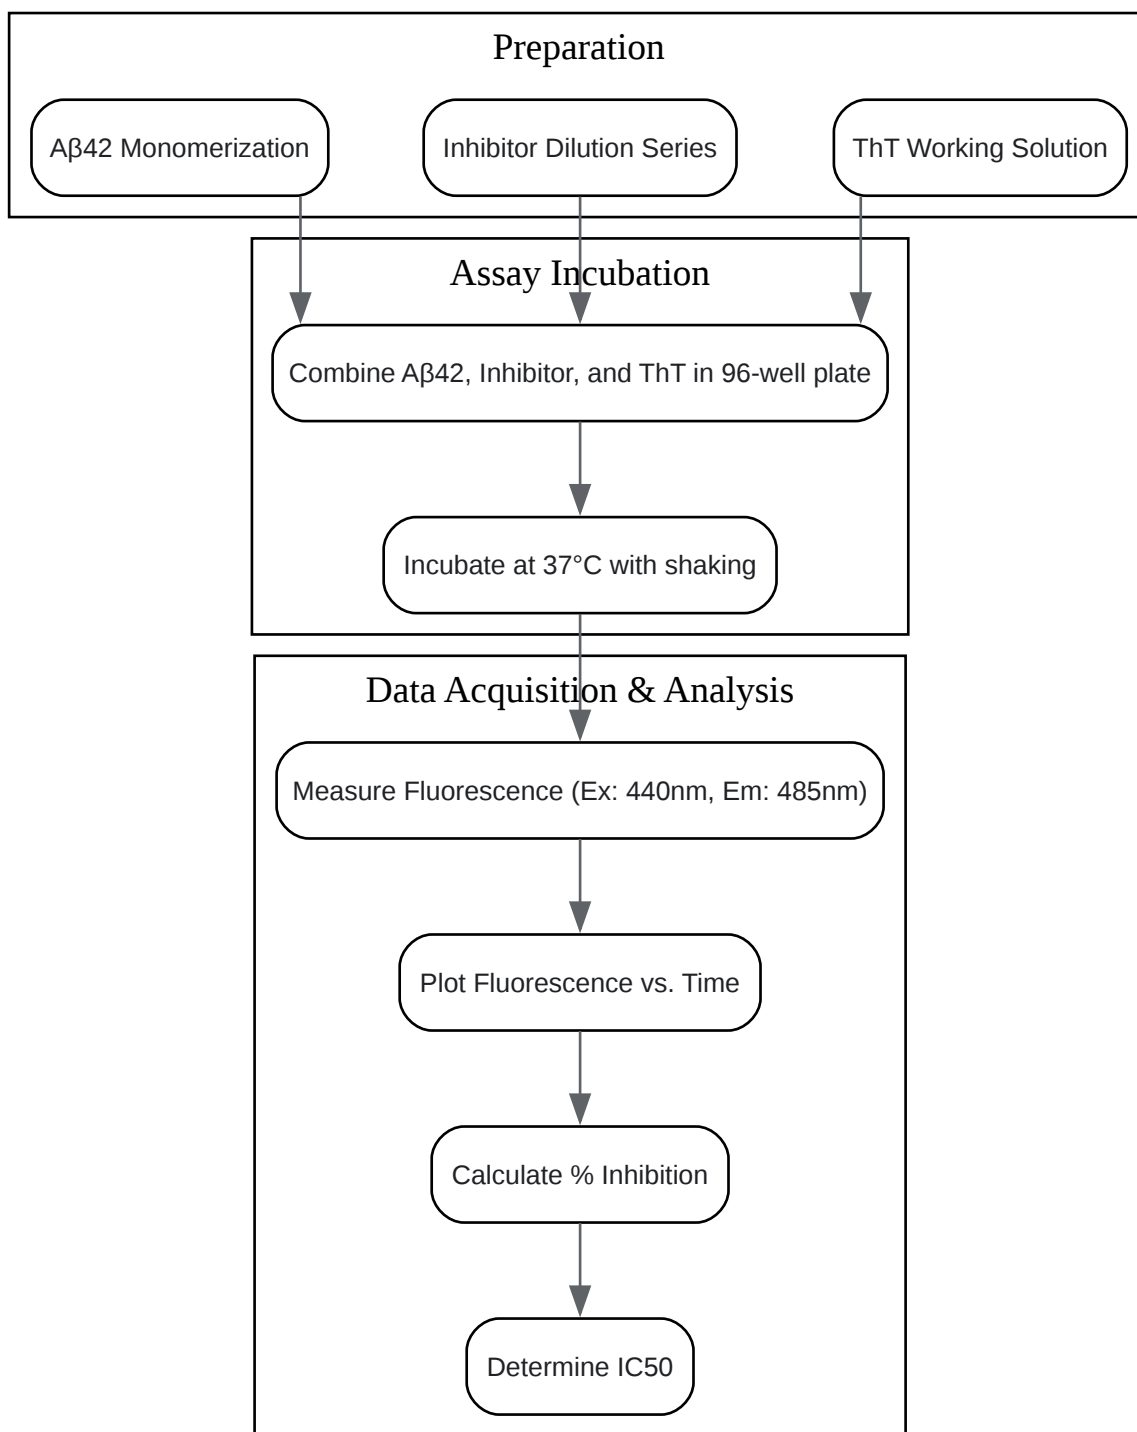 Preparation
Aβ42 Monomerization
Inhibitor Dilution Series
ThT Working Solution
Assay Incubation
Combine Aβ42, Inhibitor, and ThT in 96-well plate
Incubate at 37°C with shaking
Data Acquisition & Analysis
Measure Fluorescence (Ex: 440nm, Em: 485nm)
Plot Fluorescence vs. Time
Calculate % Inhibition
Determine IC50